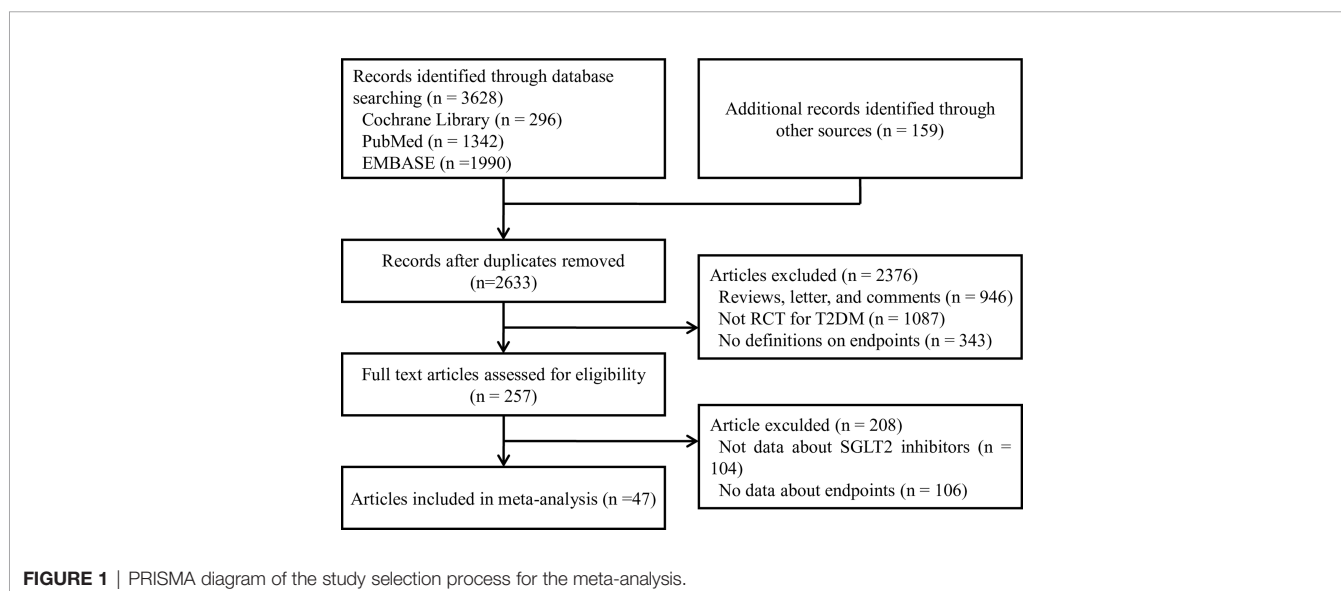 Records identified through database
searching (n = 3628)
Cochrane Library (n = 296)
PubMed (n = 1342)
EMBASE (n =1990)
Additional records identified through
other sources (n = 159)
Records after duplicates removed
(n=2633)
Articles excluded (n = 2376)
Reviews, letter, and comments (n = 946)
Not RCT for T2DM (n = 1087)
No definitions on endpoints (n = 343)
Full text articles assessed for eligibility
(n = 257)
Article exculded (n = 208)
Not data about SGLT2 inhibitors (n =
104)
No data about endpoints (n = 106)
Articles included in meta-analysis (n =47)
FIGURE 1 | PRISMA diagram of the study selection process for the meta-analysis.